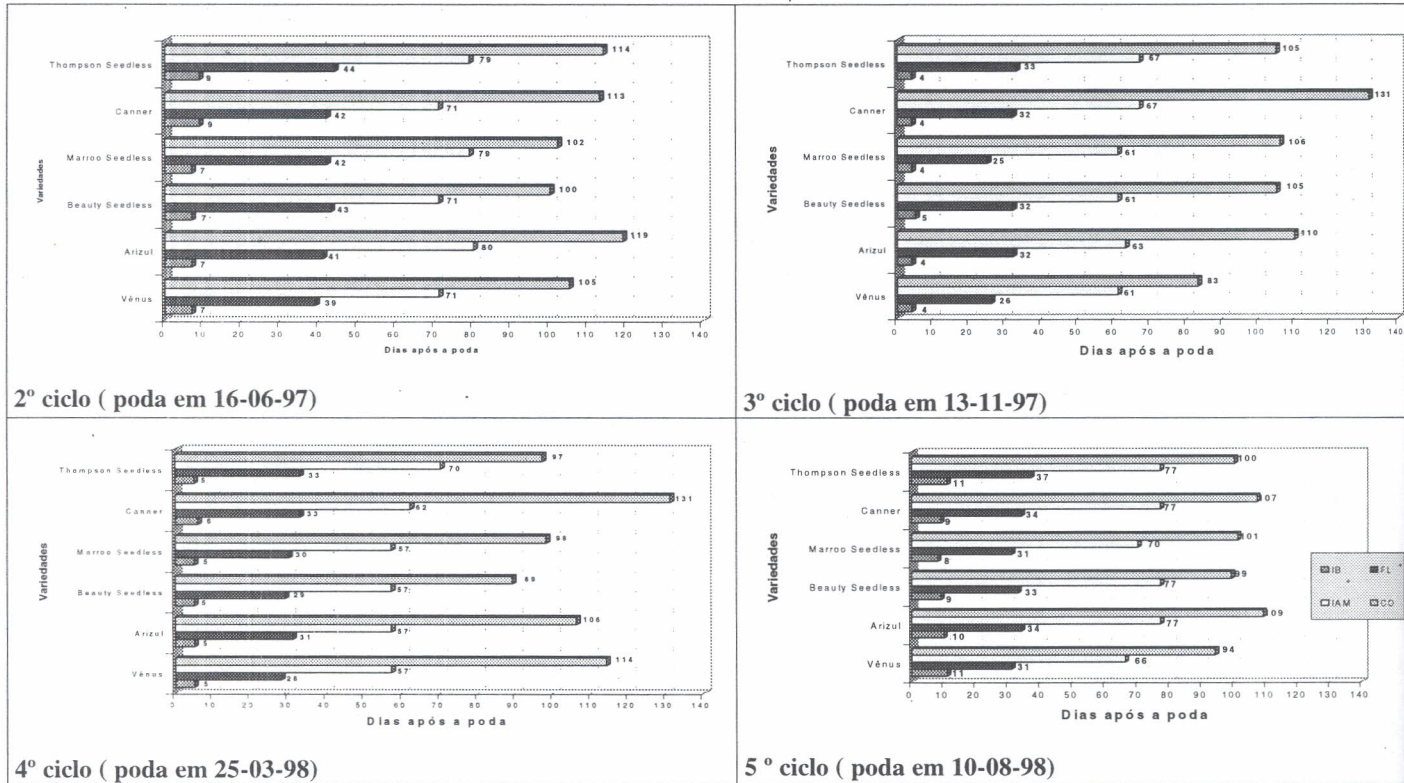 114
79
Thompson Seedless
44
9
113
Canner
71
42
9
102
Marroo Seedless
79
42
7
100
Beauty Seedless
71
43
7
119
Arizul
80
41
7
105
Vênus
71
39
7
Variedades
0 10 20 30 40 50 60 70 80 90 100 110 120 130 140
Dias após a poda
2º ciclo ( poda em 16-06-97)
105
67
Thompson Seedless
33
4
131
Canner
67
32
4
106
Marroo Seedless
61
25
4
105
Beauty Seedless
61
32
5
110
Arizul
63
32
4
83
Vênus
61
26
4
Variedades
0 10 20 30 40 50 60 70 80 90 100 110 120 130 140
Dias após a poda
3º ciclo ( poda em 13-11-97)
97
Thompson Seedless
70
33
5
131
Canner
62
33
6
98
Marroo Seedless
57
30
5
Beauty Seedless
57
29
5
106
Arizul
57
31
5
114
Vênus
57
5
Variedades
0 10 20 30 40 50 60 70 80 90 100 110 120 130 140
Dias após a poda
4º ciclo ( poda em 25-03-98)
100
Thompson Seedless
77
37
11
07
Canner
77
34
9
101
Marroo Seedless
70
31
8
99
Beauty Seedless
77
33
9
09
Arizul
77
34
10
94
Vênus
66
31
11
Variedades
0 10 20 30 40 50 60 70 80 90 100 110 120 130 140
Dias após a poda
IB FL
IAM CO
5 º ciclo ( poda em 10-08-98)